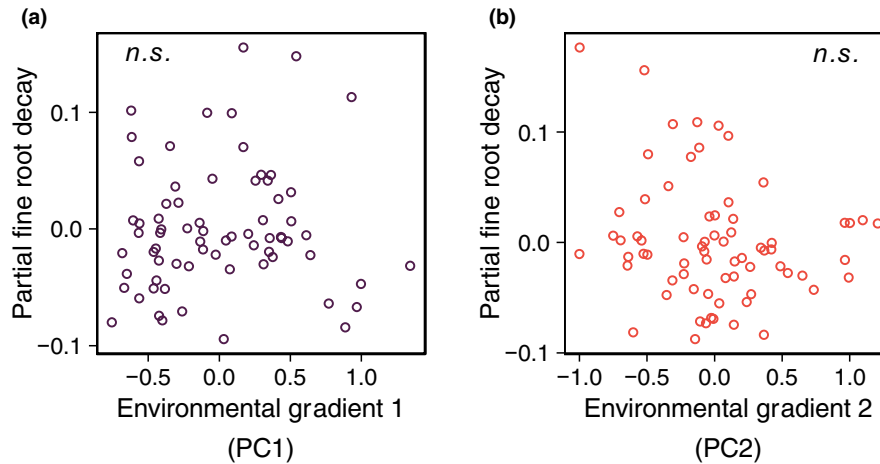 (a)
n.s.
Partial fine root decay
0.1
0.0
−0.1
−0.5
0.0
0.5
1.0
Environmental gradient 1
(PC1)
(b)
n.s.
Partial fine root decay
0.1
0.0
−0.1
−1.0
−0.5
0.0
0.5
1.0
Environmental gradient 2
(PC2)